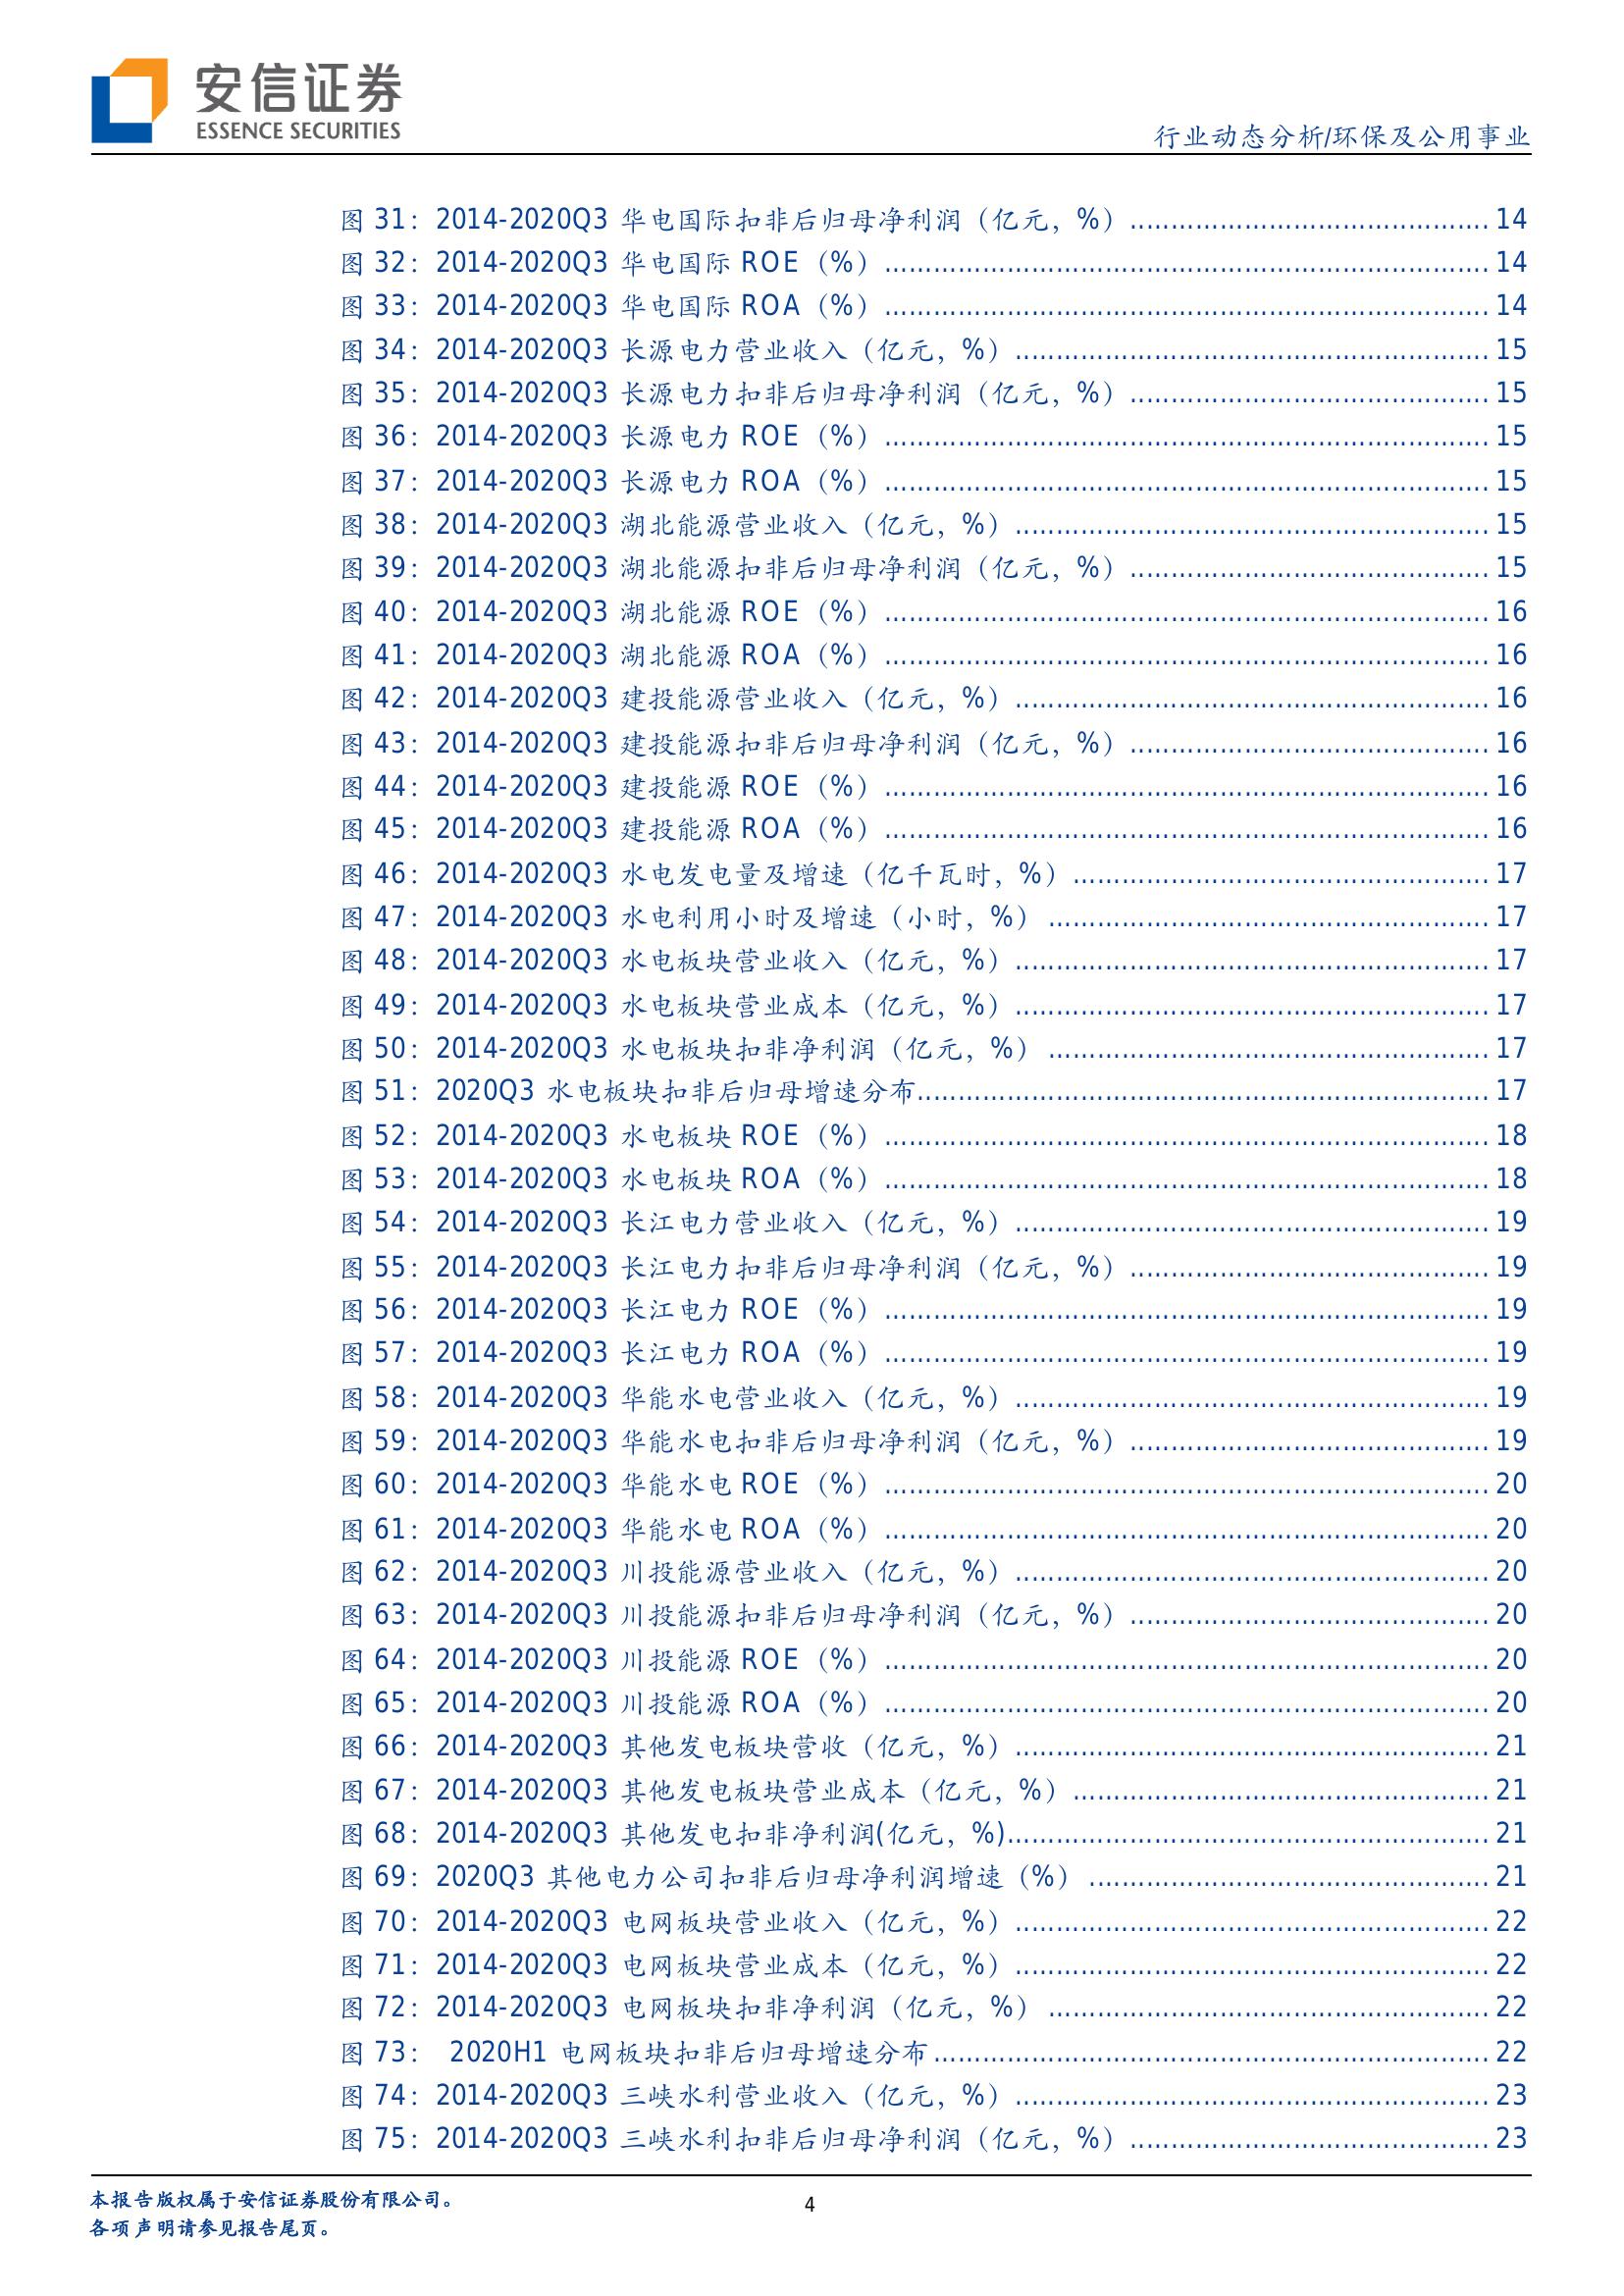 安信证券
ESSENCE SECURITIES
行业动态分析/环保及公用事业
图 31：2014-2020Q3 华电国际扣非后归母净利润（亿元，%）............................................ 14
图 32：2014-2020Q3 华电国际 ROE（%）............................................ 14
图 33：2014-2020Q3 华电国际 ROA（%）............................................ 14
图 34：2014-2020Q3 长源电力营业收入（亿元，%）............................................ 15
图 35：2014-2020Q3 长源电力扣非后归母净利润（亿元，%）............................................ 15
图 36：2014-2020Q3 长源电力 ROE（%）............................................ 15
图 37：2014-2020Q3 长源电力 ROA（%）............................................ 15
图 38：2014-2020Q3 湖北能源营业收入（亿元，%）............................................ 15
图 39：2014-2020Q3 湖北能源扣非后归母净利润（亿元，%）............................................ 15
图 40：2014-2020Q3 湖北能源 ROE（%）............................................ 16
图 41：2014-2020Q3 湖北能源 ROA（%）............................................ 16
图 42：2014-2020Q3 建投能源营业收入（亿元，%）............................................ 16
图 43：2014-2020Q3 建投能源扣非后归母净利润（亿元，%）............................................ 16
图 44：2014-2020Q3 建投能源 ROE（%）............................................ 16
图 45：2014-2020Q3 建投能源 ROA（%）............................................ 16
图 46：2014-2020Q3 水电发电量及增速（亿千瓦时，%）............................................ 17
图 47：2014-2020Q3 水电利用小时及增速（小时，%）............................................ 17
图 48：2014-2020Q3 水电板块营业收入（亿元，%）............................................ 17
图 49：2014-2020Q3 水电板块营业成本（亿元，%）............................................ 17
图 50：2014-2020Q3 水电板块扣非净利润（亿元，%）............................................ 17
图 51：2020Q3 水电板块扣非后归母增速分布............................................ 17
图 52：2014-2020Q3 水电板块 ROE（%）............................................ 18
图 53：2014-2020Q3 水电板块 ROA（%）............................................ 18
图 54：2014-2020Q3 长江电力营业收入（亿元，%）............................................ 19
图 55：2014-2020Q3 长江电力扣非后归母净利润（亿元，%）............................................ 19
图 56：2014-2020Q3 长江电力 ROE（%）............................................ 19
图 57：2014-2020Q3 长江电力 ROA（%）............................................ 19
图 58：2014-2020Q3 华能水电营业收入（亿元，%）............................................ 19
图 59：2014-2020Q3 华能水电扣非后归母净利润（亿元，%）............................................ 19
图 60：2014-2020Q3 华能水电 ROE（%）............................................ 20
图 61：2014-2020Q3 华能水电 ROA（%）............................................ 20
图 62：2014-2020Q3 川投能源营业收入（亿元，%）............................................ 20
图 63：2014-2020Q3 川投能源扣非后归母净利润（亿元，%）............................................ 20
图 64：2014-2020Q3 川投能源 ROE（%）............................................ 20
图 65：2014-2020Q3 川投能源 ROA（%）............................................ 20
图 66：2014-2020Q3 其他发电板块营收（亿元，%）............................................ 21
图 67：2014-2020Q3 其他发电板块营业成本（亿元，%）............................................ 21
图 68：2014-2020Q3 其他发电扣非净利润(亿元，%)............................................ 21
图 69：2020Q3 其他电力公司扣非后归母净利润增速（%）............................................ 21
图 70：2014-2020Q3 电网板块营业收入（亿元，%）............................................ 22
图 71：2014-2020Q3 电网板块营业成本（亿元，%）............................................ 22
图 72：2014-2020Q3 电网板块扣非净利润（亿元，%）............................................ 22
图 73： 2020H1 电网板块扣非后归母增速分布............................................ 22
图 74：2014-2020Q3 三峡水利营业收入（亿元，%）............................................ 23
图 75：2014-2020Q3 三峡水利扣非后归母净利润（亿元，%）............................................ 23
本报告版权属于安信证券股份有限公司。
各项声明请参见报告尾页。
4